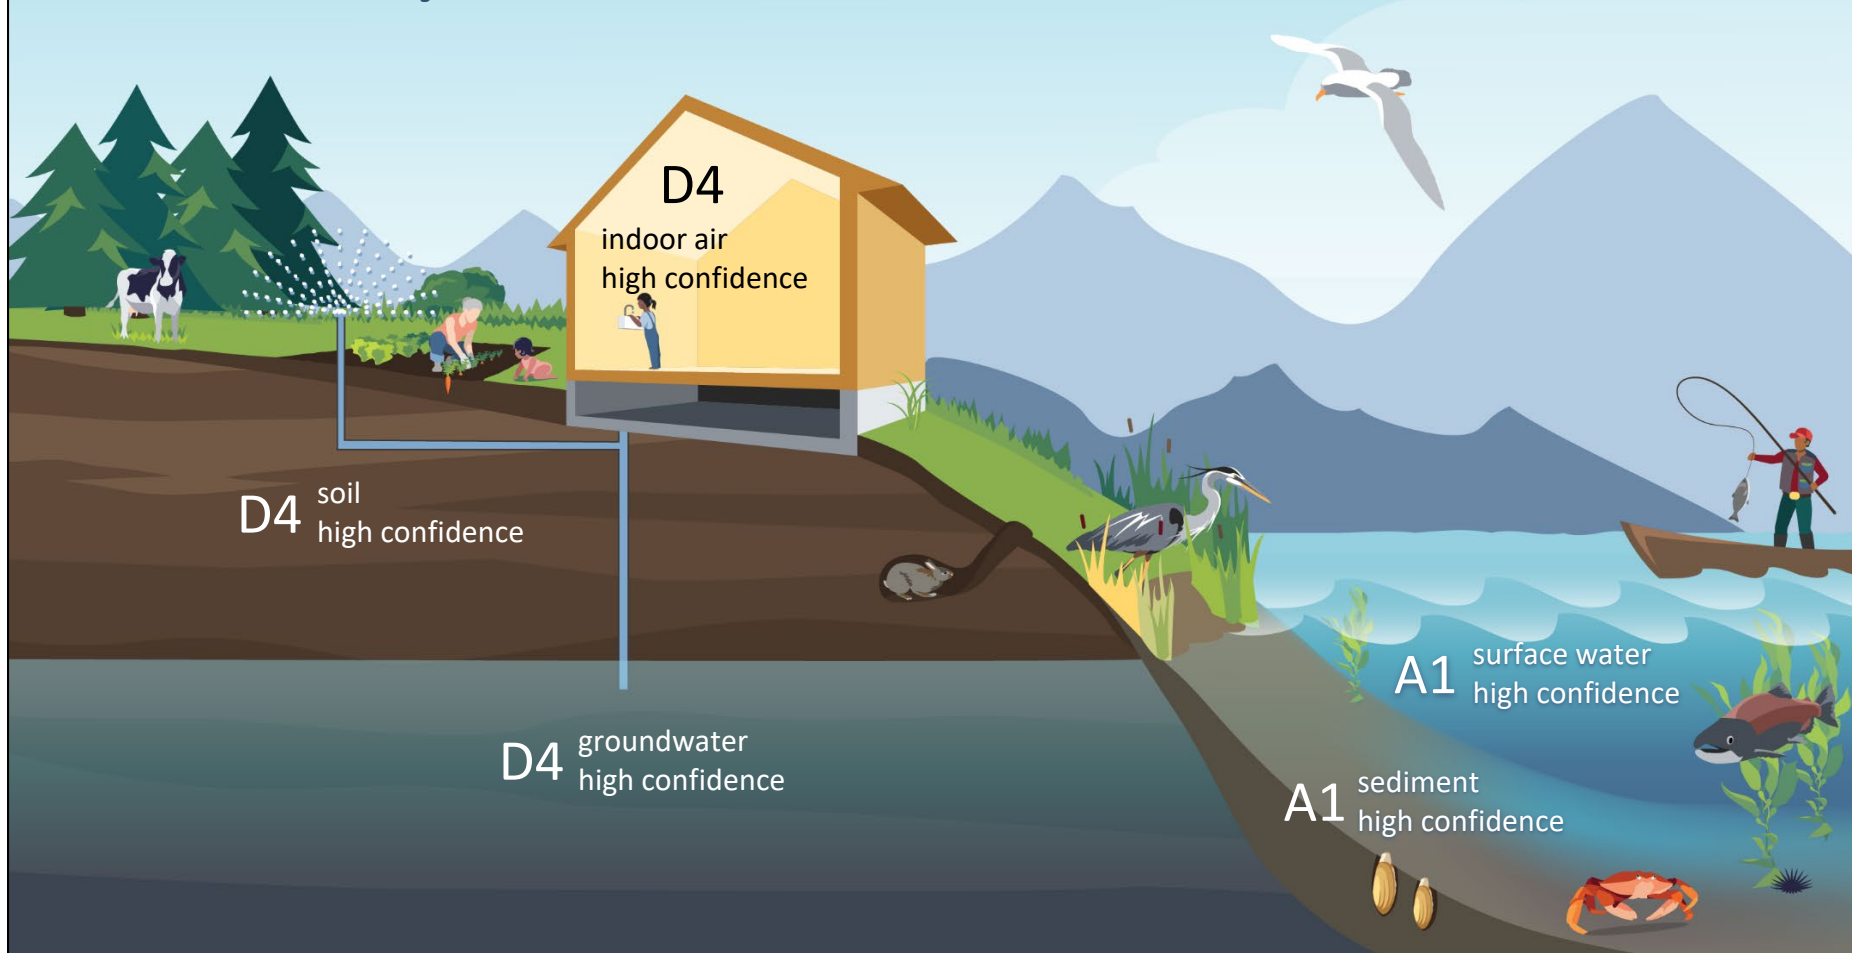 D4
indoor air
high confidence
D4
soil
high confidence
D4
groundwater
high confidence
A1
surface water
high confidence
A1
sediment
high confidence